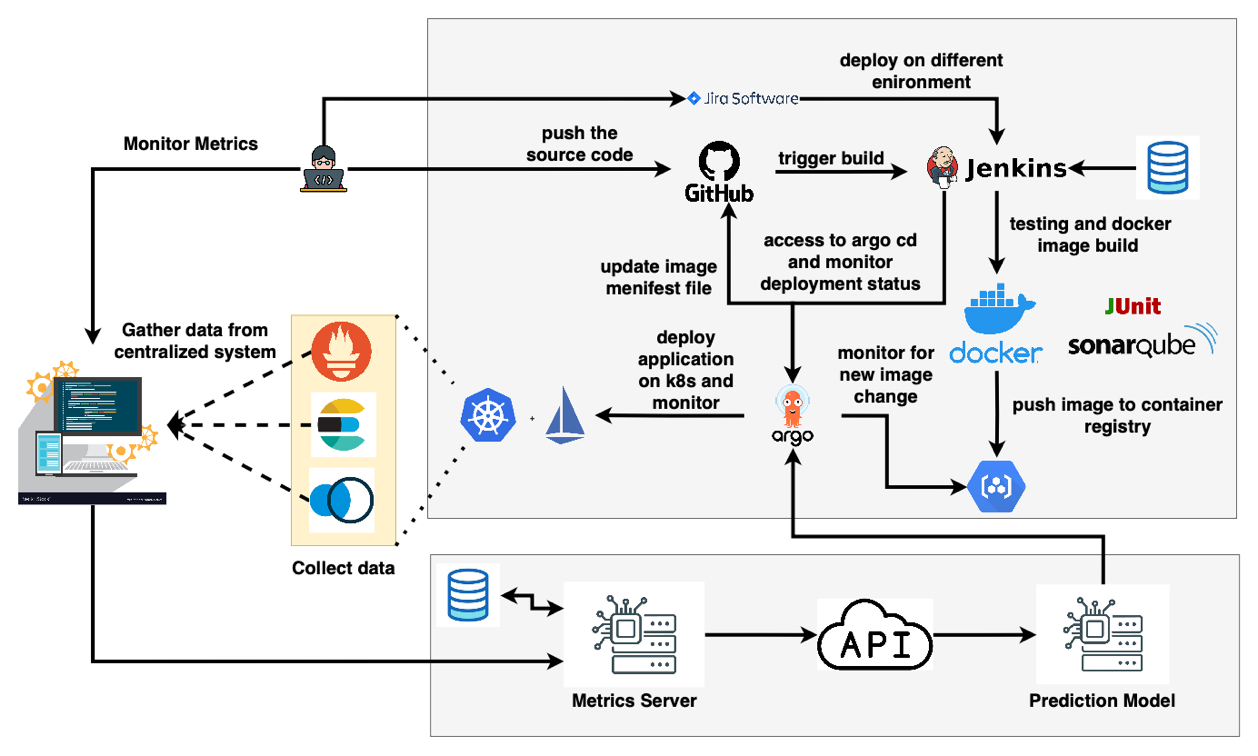 deploy on different
enironment
Jira Software
Monitor Metrics
push the
source code
trigger build
GitHub
Jenkins
testing and docker
image build
access to argo cd
and monitor
deployment status
update image
menifest file
JUnit
sonarqube
docker
Gather data from
centralized system
deploy
application
on k8s and
monitor
monitor for
new image
change
push image to container
registry
+
argo
</>
Collect data
API
Metrics Server
Prediction Model